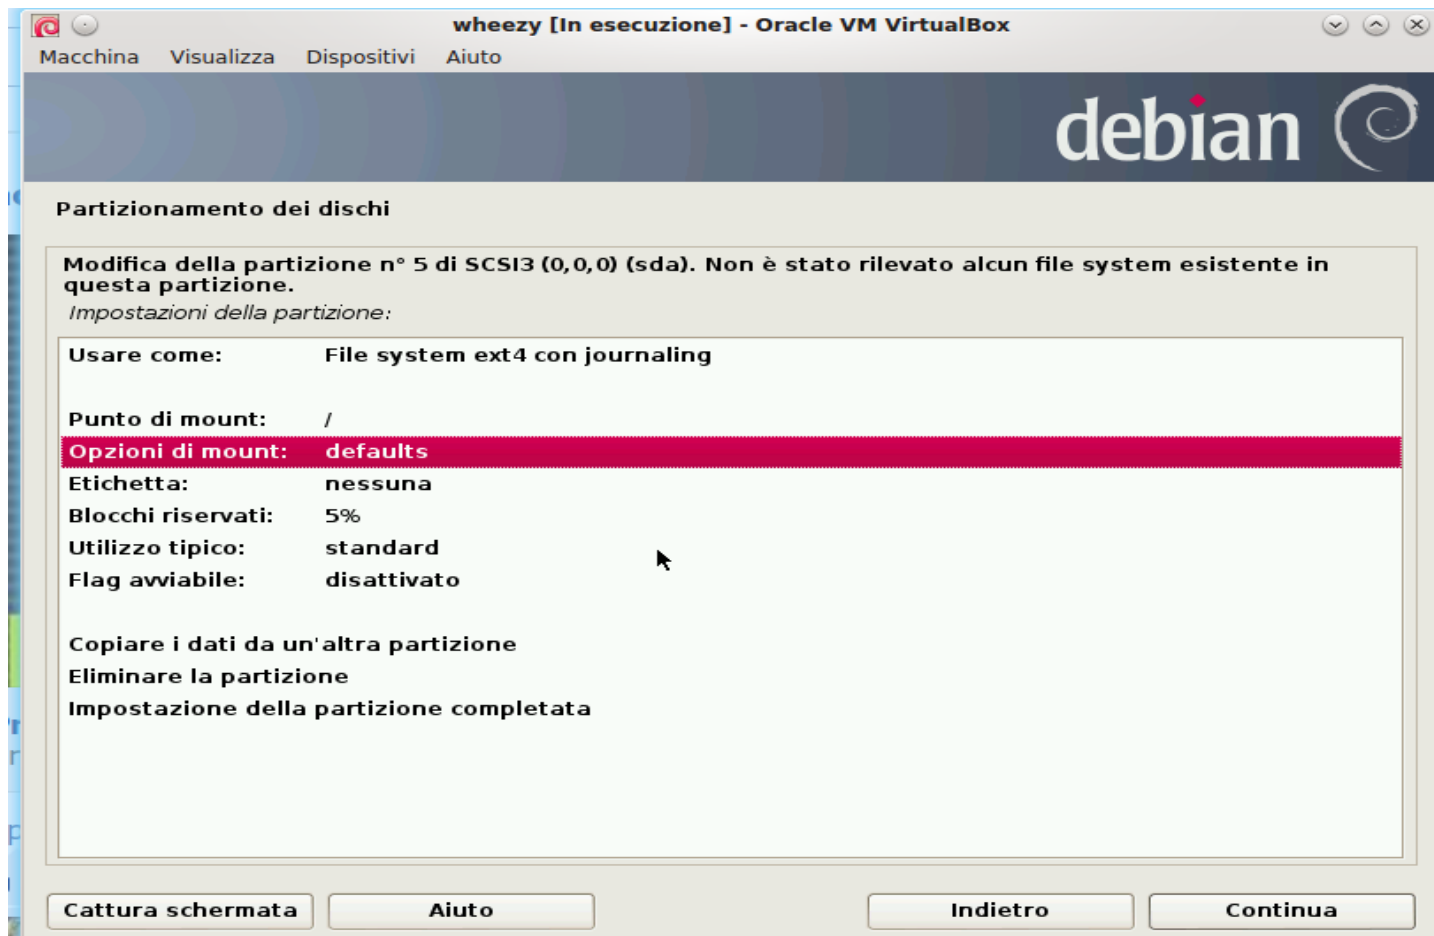 wheezy [In esecuzione] - Oracle VM VirtualBox
Macchina Visualizza Dispositivi Aiuto
debian
Partizionamento dei dischi
Modifica della partizione n° 5 di SCSI3 (0,0,0) (sda). Non è stato rilevato alcun file system esistente in
questa partizione.
Impostazioni della partizione:
Usare come: File system ext4 con journaling
Punto di mount: /
Opzioni di mount: defaults
Etichetta: nessuna
Blocchi riservati: 5%
Utilizzo tipico: standard
Flag avviabile: disattivato
Copiare i dati da un'altra partizione
Eliminare la partizione
Impostazione della partizione completata
Cattura schermata Aiuto Indietro Continua